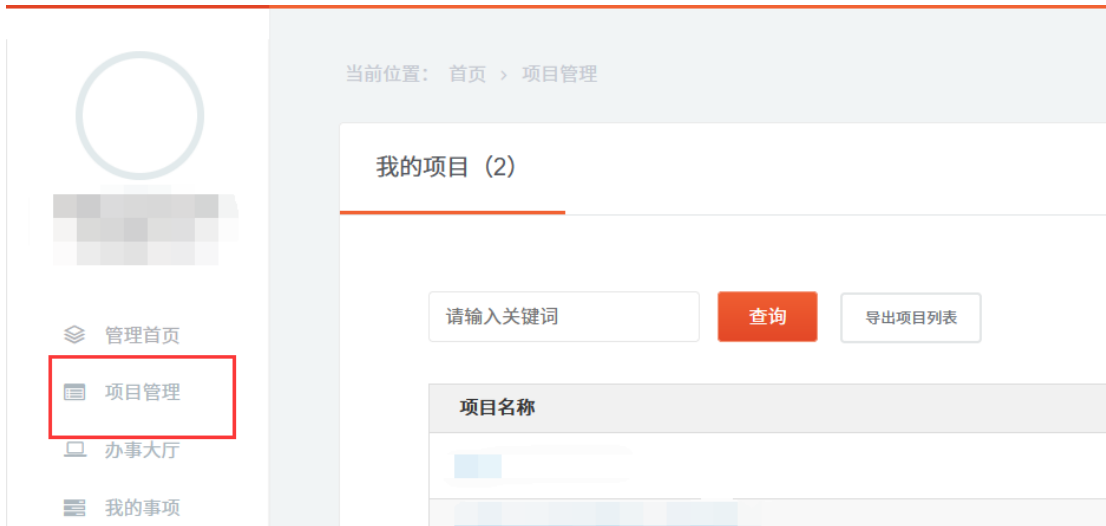 当前位置： 首页 › 项目管理
我的项目（2）
请输入关键词
查询
导出项目列表
管理首页
项目管理
办事大厅
我的事项
项目名称